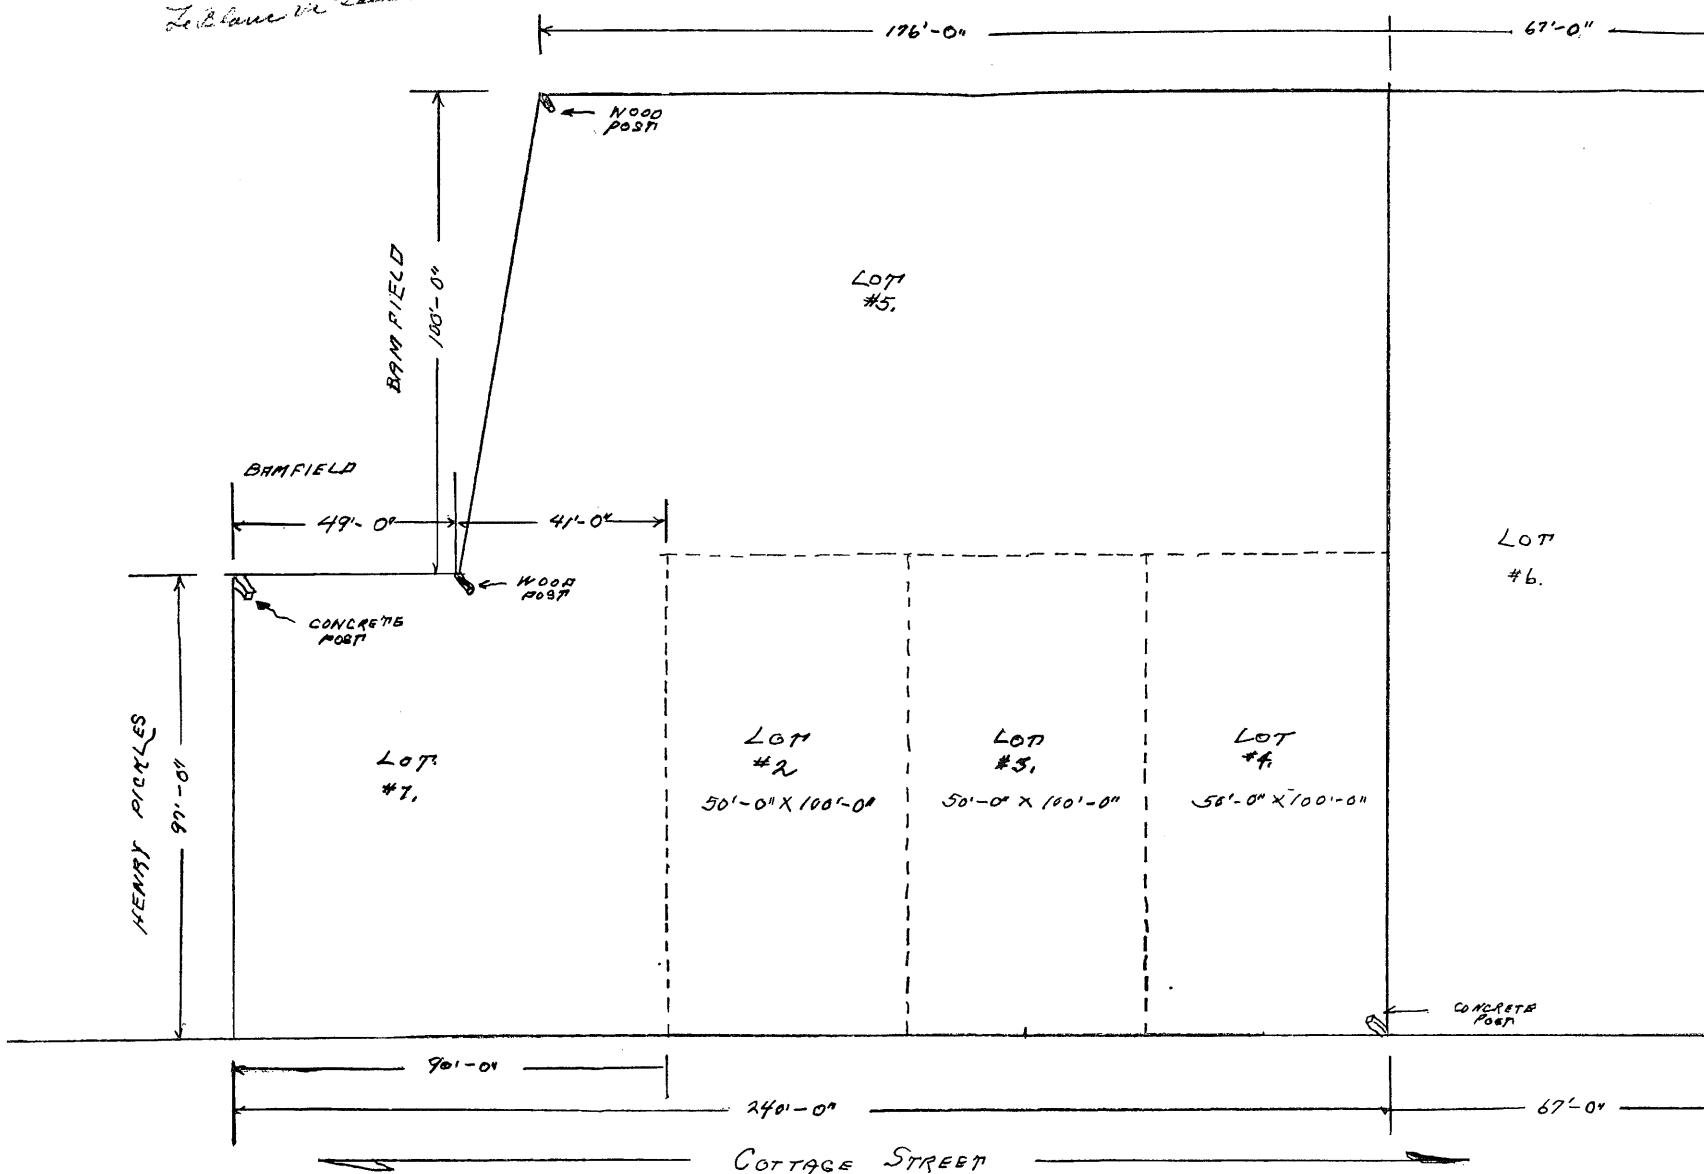 LeBlanc
176'-0"
67'-0"
WOOD
POST
BAMFIELD
100'-0"
LOT
#5.
BAMFIELD
49'-0"
41'-0"
WOOD
POST
CONCRETE
POST
LOT
#6.
HENRY PICKLES
97'-0"
LOT
#1.
LOT
#2
50'-0" X 100'-0"
LOT
#3.
50'-0" X 100'-0"
LOT
#4.
50'-0" X 100'-0"
CONCRETE
POST
90'-0"
240'-0"
67'-0"
COTTAGE STREET